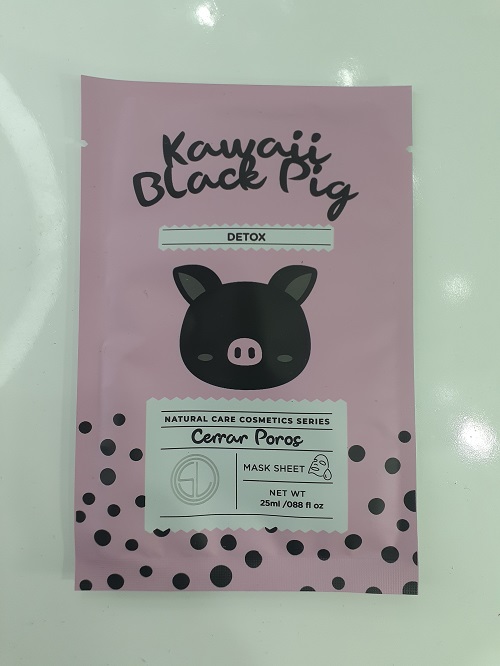 Kawaii
Black Pig
DETOX
NATURAL CARE COSMETICS SERIES
Cerrar Poros
MASK SHEET
NET WT
25ml /088 fl oz